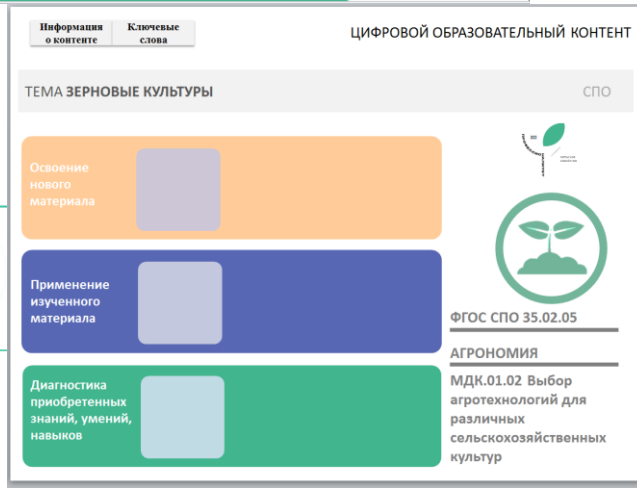 Информация
о контенте
Ключевые
слова
ЦИФРОВОЙ ОБРАЗОВАТЕЛЬНЫЙ КОНТЕНТ
ТЕМА ЗЕРНОВЫЕ КУЛЬТУРЫ
СПО
Освоение
нового
материала
Применение
изученного
материала
Диагностика
приобретенных
знаний, умений,
навыков
ФГОС СПО 35.02.05
АГРОНОМИЯ
МДК.01.02 Выбор
агротехнологий для
различных
сельскохозяйственных
культур